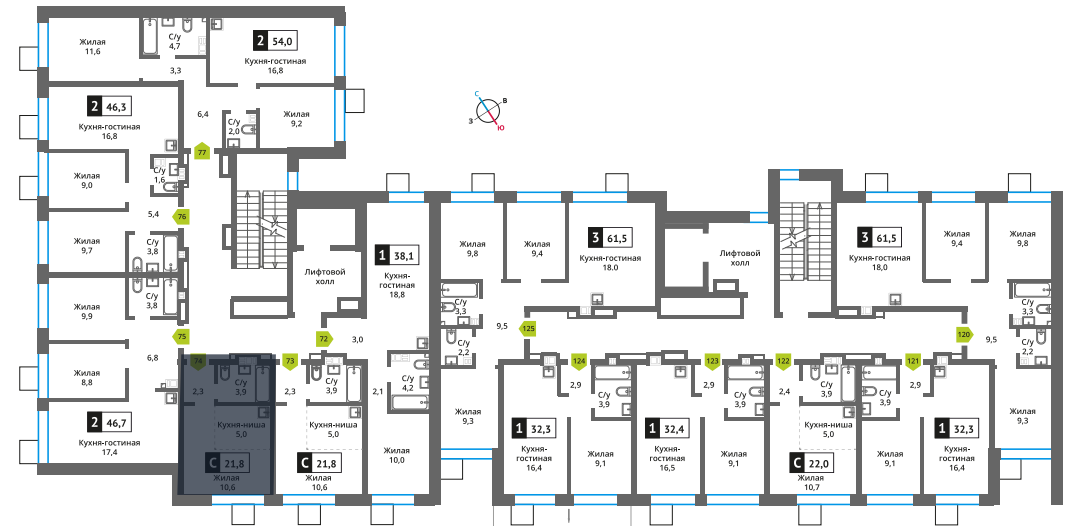 Жилая
11,6
С/у
4,7
2 54,0
Кухня-гостиная
16,8
3,3
6,4
С/у
2,0
Жилая
9,2
77
2 46,3
Кухня-гостиная
16,8
С/у
1,6
Жилая
9,0
5,4
76
Жилая
9,7
С/у
3,8
С/у
3,8
Жилая
9,9
75
6,8
Жилая
8,8
2 46,7
Кухня-гостиная
17,4
74
2,3
С/у
3,9
Кухня-ниша
5,0
С 21,8
Жилая
10,6
73
2,3
С/у
3,9
Кухня-ниша
5,0
С 21,8
Жилая
10,6
Лифтовой
холл
72
3,0
1 38,1
Кухня-
гостиная
18,8
2,1
С/у
4,2
Жилая
10,0
С
В
З
Ю
Жилая
9,8
Жилая
9,4
3 61,5
Кухня-гостиная
18,0
С/у
3,3
9,5
125
С/у
2,2
Жилая
9,3
Лифтовой
холл
124
2,9
С/у
3,9
1 32,3
Кухня-
гостиная
16,4
Жилая
9,1
123
2,9
С/у
3,9
1 32,4
Кухня-
гостиная
16,5
Жилая
9,1
122
2,4
С/у
3,9
Кухня-ниша
5,0
С 22,0
Жилая
10,7
121
2,9
С/у
3,9
1 32,3
Кухня-
гостиная
16,4
Жилая
9,1
3 61,5
Кухня-гостиная
18,0
Жилая
9,4
Жилая
9,8
С/у
3,3
120
9,5
С/у
2,2
Жилая
9,3